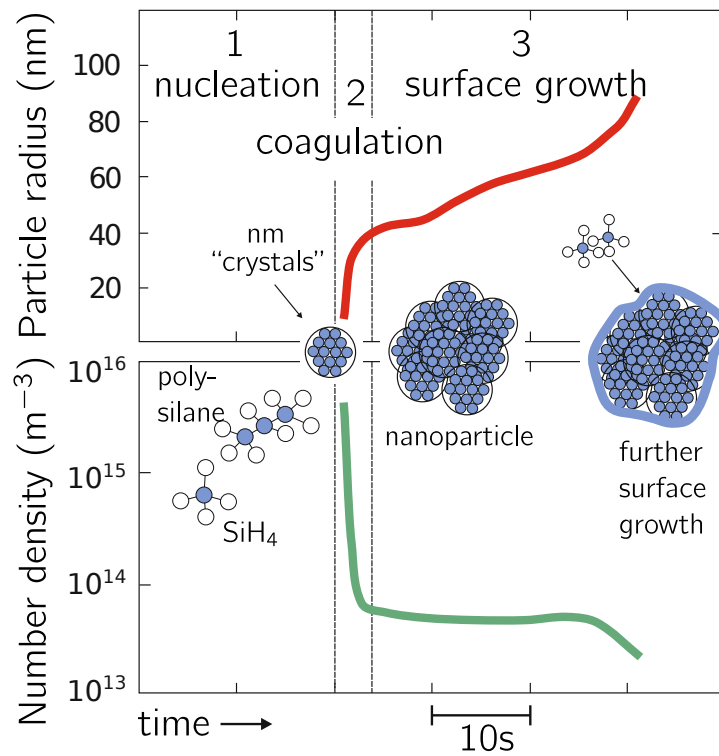 1
nucleation
2
coagulation
3
surface growth
Particle radius (nm)
100
80
60
40
20
nm
“crystals”
Number density (m⁻³)
10¹⁶
10¹⁵
10¹⁴
10¹³
poly-
silane
SiH₄
nanoparticle
further
surface
growth
time
10s